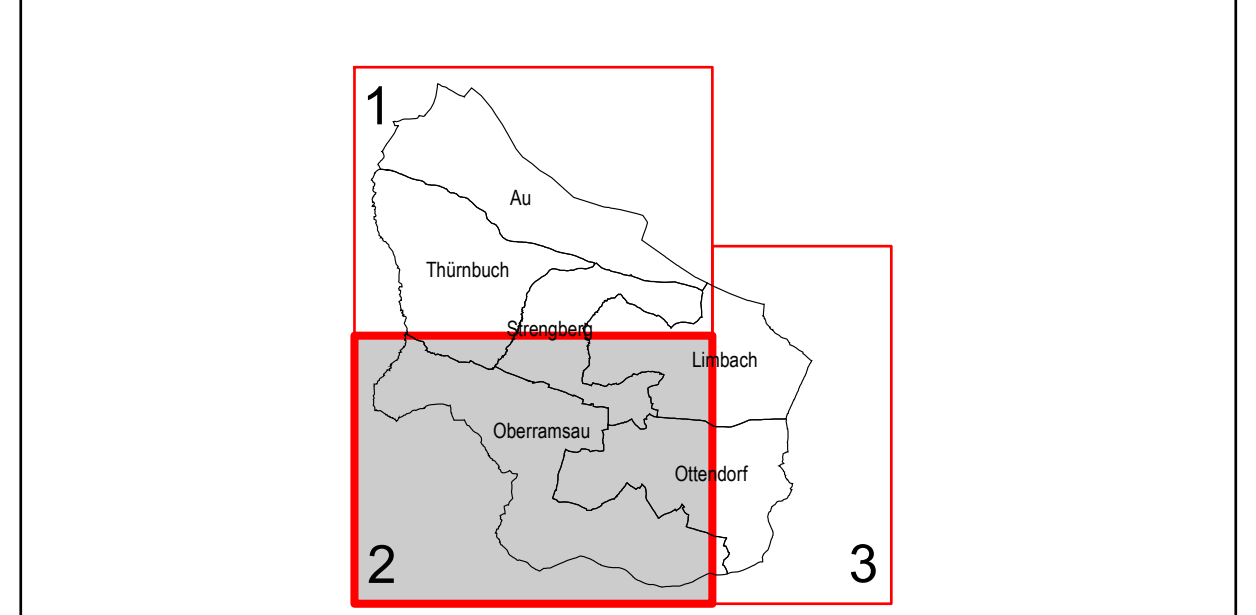 1
Au
Thürnbuch
Strengberg
Limbach
Oberramsau
Ottendorf
2
3